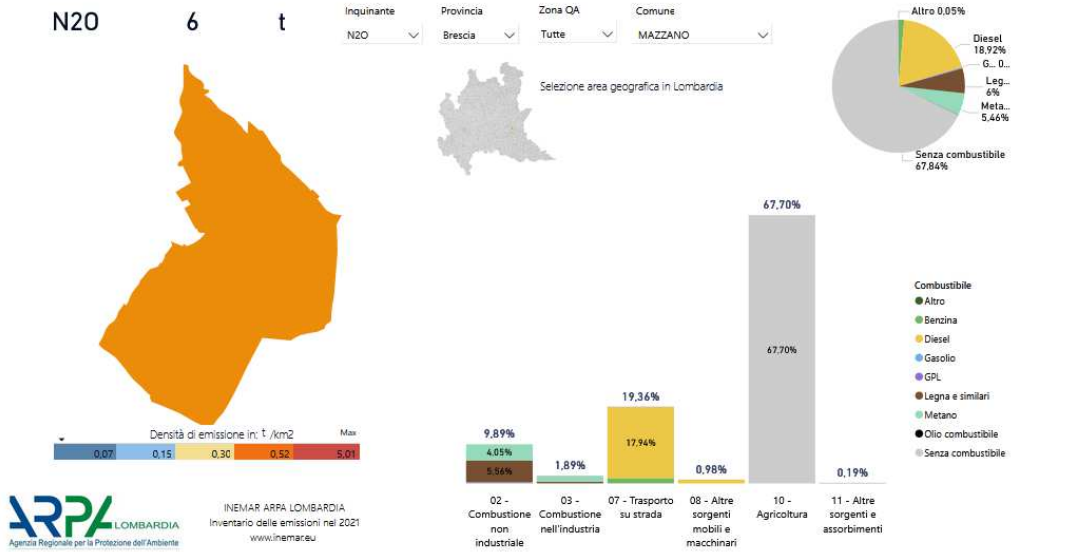 N2O 6 t
Inquinante
N2O
Provincia
Brescia
Zona QA
Tutte
Comune
MAZZANO
Selezione area geografica in Lombardia
Altro 0,05%
Diesel
18,92%
G... 0...
Leg...
6%
Meta...
5,46%
Senza combustibile
67,84%
Densità di emissione in: t /km2
Max
0,07 0,15 0,30 0,52 5,01
9,89%
4,05%
5,56%
1,89%
19,36%
17,94%
0,98%
67,70%
67,70%
0,19%
02 -
Combustione
non
industriale
03 -
Combustione
nell'industria
07 - Trasporto
su strada
08 - Altre
sorgenti
mobili e
macchinari
10 -
Agricoltura
11 - Altre
sorgenti e
assorbimenti
Combustibile
Altro
Benzina
Diesel
Gasolio
GPL
Legna e similari
Metano
Olio combustibile
Senza combustibile
ARPA LOMBARDIA
Agenzia Regionale per la Protezione dell'Ambiente
INEMAR ARPA LOMBARDIA
Inventario delle emissioni nel 2021
www.inemar.eu